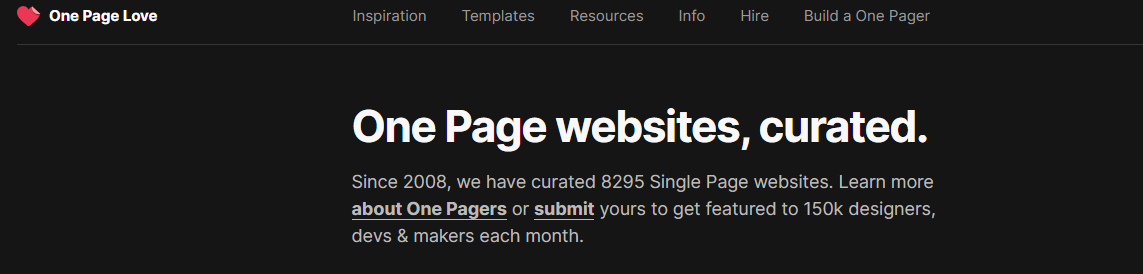 One Page Love Inspiration Templates Resources Info Hire Build a One Pager
One Page websites, curated.
Since 2008, we have curated 8295 Single Page websites. Learn more
about One Pagers or submit yours to get featured to 150k designers,
devs & makers each month.